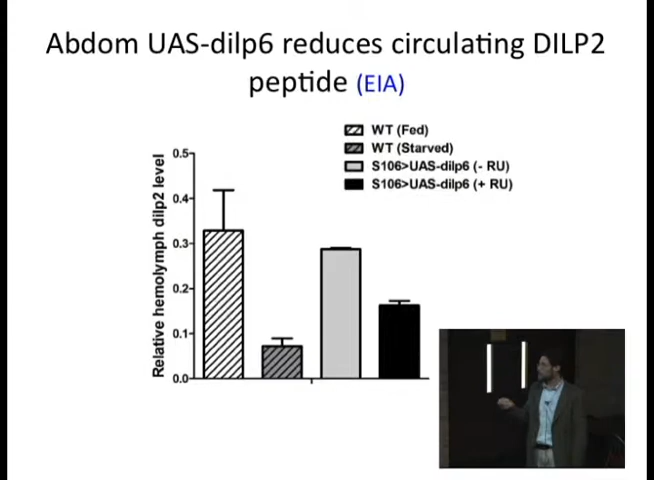 Abdom UAS-dilp6 reduces circulating DILP2
peptide (EIA)
WT (Fed)
WT (Starved)
S106>UAS-dilp6 (- RU)
S106>UAS-dilp6 (+ RU)
Relative hemolymph dilp2 level
0.5
0.4
0.3
0.2
0.1
0.0